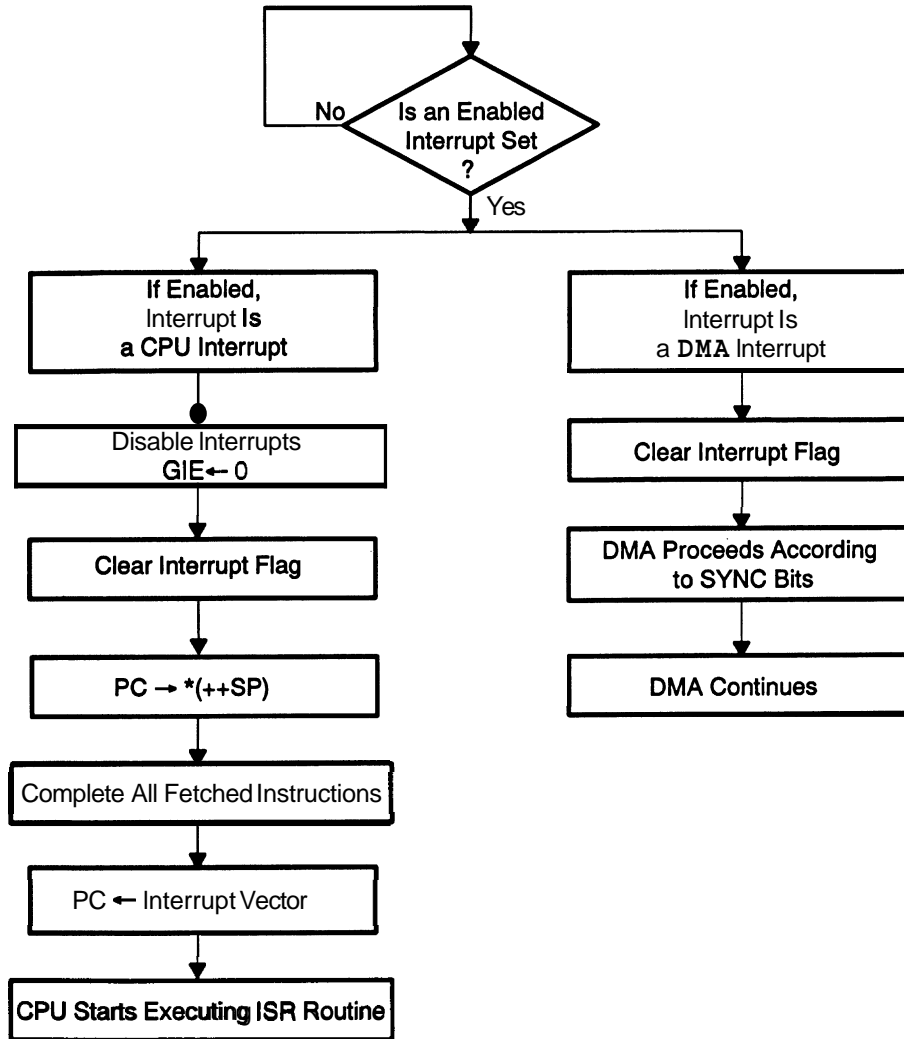 No
Is an Enabled
Interrupt Set
?
Yes
If Enabled,
Interrupt Is
a CPU Interrupt
Disable Interrupts
GIE← 0
Clear Interrupt Flag
PC → *(++SP)
Complete All Fetched Instructions
PC ← Interrupt Vector
CPU Starts Executing ISR Routine
If Enabled,
Interrupt Is
a DMA Interrupt
Clear Interrupt Flag
DMA Proceeds According
to SYNC Bits
DMA Continues